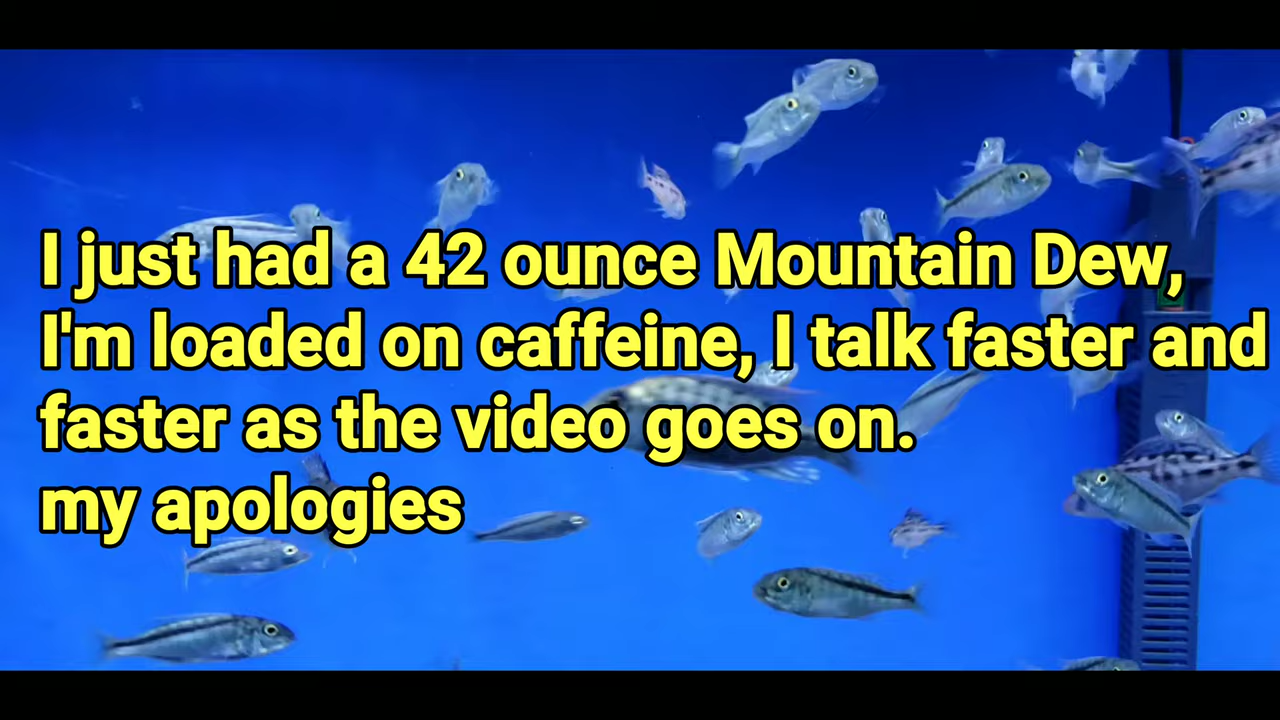 I just had a 42 ounce Mountain Dew,
I'm loaded on caffeine, I talk faster and
faster as the video goes on.
my apologies